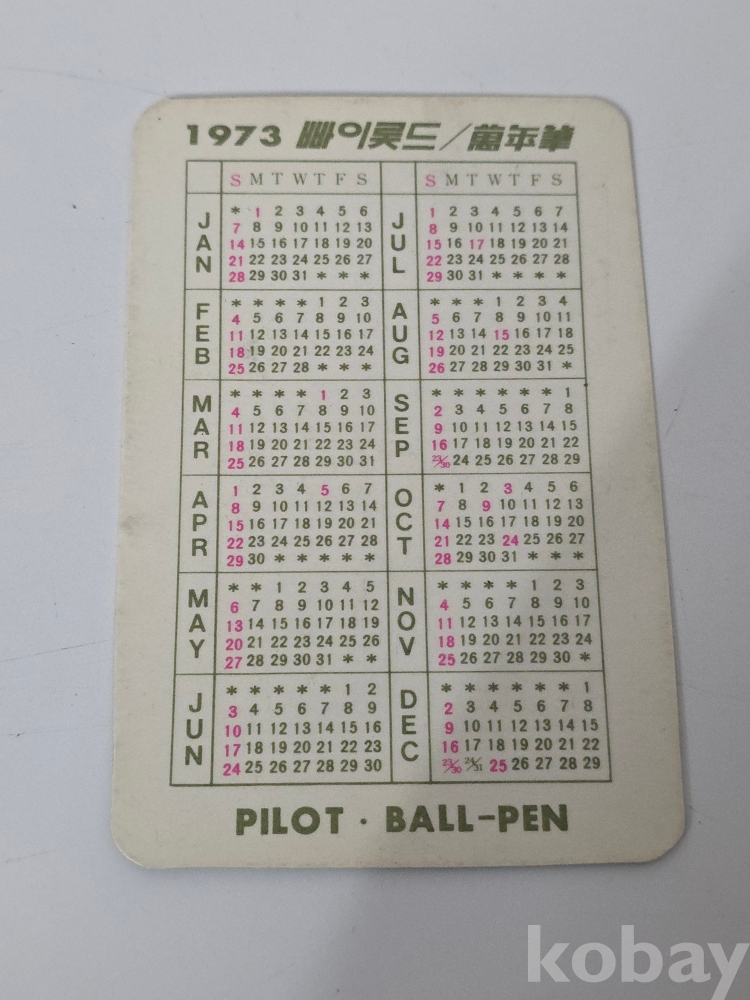 1973 빠이롯드/萬年筆
S M T W T F S
JAN
* 1 2 3 4 5 6
7 8 9 10 11 12 13
14 15 16 17 18 19 20
21 22 23 24 25 26 27
28 29 30 31 * * *
FEB
* * * * 1 2 3
4 5 6 7 8 9 10
11 12 13 14 15 16 17
18 19 20 21 22 23 24
25 26 27 28 * * *
MAR
* * * * 1 2 3
4 5 6 7 8 9 10
11 12 13 14 15 16 17
18 19 20 21 22 23 24
25 26 27 28 29 30 31
APR
1 2 3 4 5 6 7
8 9 10 11 12 13 14
15 16 17 18 19 20 21
22 23 24 25 26 27 28
29 30 * * * * *
MAY
* * 1 2 3 4 5
6 7 8 9 10 11 12
13 14 15 16 17 18 19
20 21 22 23 24 25 26
27 28 29 30 31 * *
JUN
* * * * * 1 2
3 4 5 6 7 8 9
10 11 12 13 14 15 16
17 18 19 20 21 22 23
24 25 26 27 28 29 30
S M T W T F S
JUL
1 2 3 4 5 6 7
8 9 10 11 12 13 14
15 16 17 18 19 20 21
22 23 24 25 26 27 28
29 30 31 * * * *
AUG
* * * 1 2 3 4
5 6 7 8 9 10 11
12 13 14 15 16 17 18
19 20 21 22 23 24 25
26 27 28 29 30 31 *
SEP
* * * * * * 1
2 3 4 5 6 7 8
9 10 11 12 13 14 15
16 17 18 19 20 21 22
23/30 24 25 26 27 28 29
OCT
* 1 2 3 4 5 6
7 8 9 10 11 12 13
14 15 16 17 18 19 20
21 22 23 24 25 26 27
28 29 30 31 * * *
NOV
* * * * 1 2 3
4 5 6 7 8 9 10
11 12 13 14 15 16 17
18 19 20 21 22 23 24
25 26 27 28 29 30 *
DEC
* * * * * * 1
2 3 4 5 6 7 8
9 10 11 12 13 14 15
16 17 18 19 20 21 22
23/30 24/31 25 26 27 28 29
PILOT · BALL-PEN
kobay